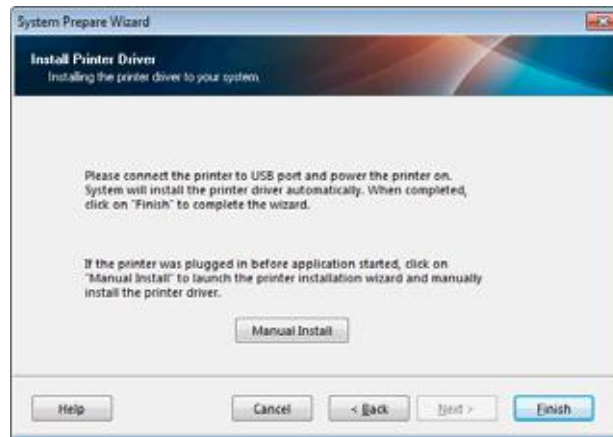 System Prepare Wizard
Install Printer Driver
Installing the printer driver to your system.
Please connect the printer to USB port and power the printer on.
System will install the printer driver automatically. When completed,
click on "Finish" to complete the wizard.
If the printer was plugged in before application started, click on
"Manual Install" to launch the printer installation wizard and manually
install the printer driver.
Manual Install
Help Cancel < Back Next > Finish